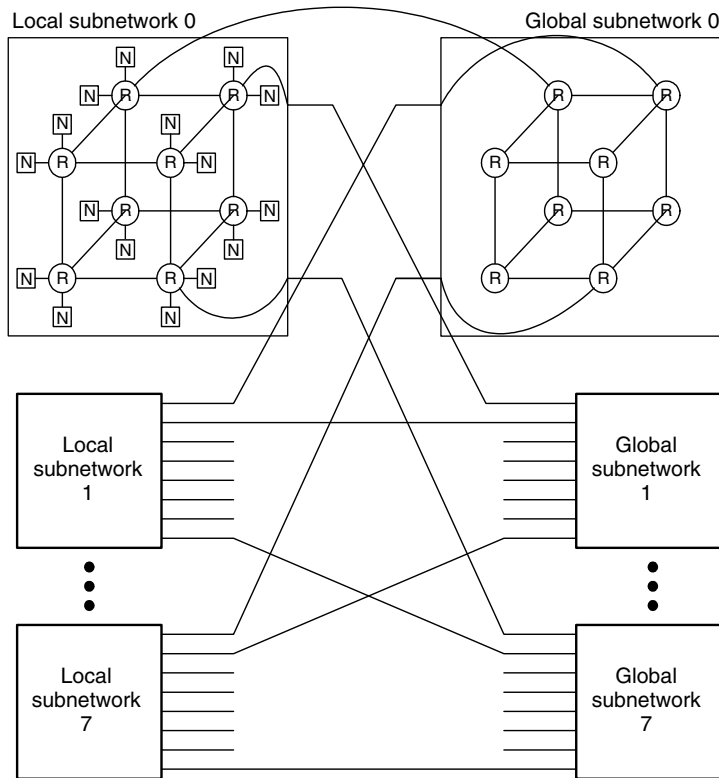 Local subnetwork 0
Global subnetwork 0
N N
N R R N R R
N N
N R R N R R
N R R N R R
N N
N R R N R R
N N
Local
subnetwork
1
Global
subnetwork
1
Local
subnetwork
7
Global
subnetwork
7